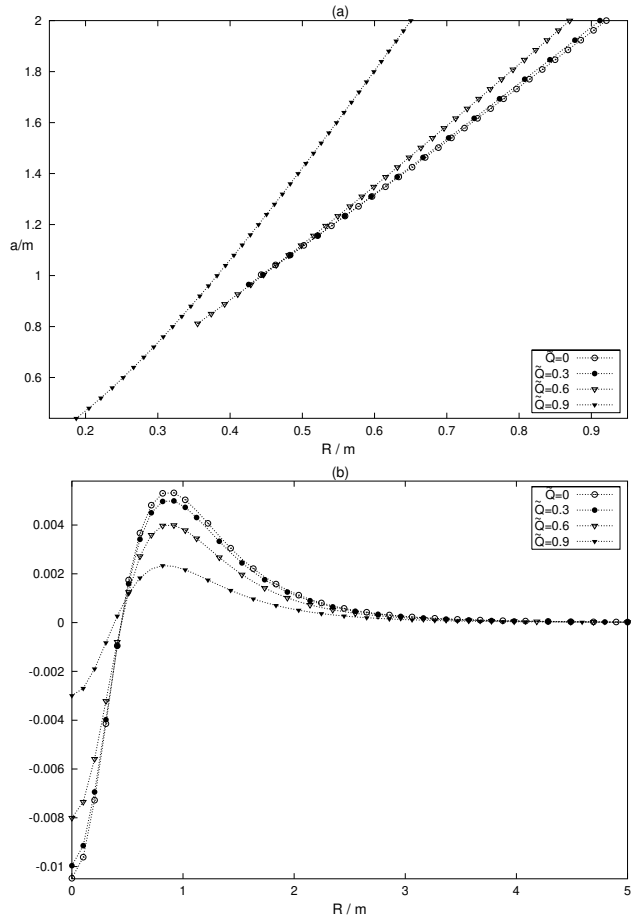 (a)
2
1.8
1.6
1.4
1.2
a/m
1
0.8
0.6
0.2 0.3 0.4 0.5 0.6 0.7 0.8 0.9
R / m
Q̃=0
Q̃=0.3
Q̃=0.6
Q̃=0.9
(b)
0.004
0.002
0
-0.002
-0.004
-0.006
-0.008
-0.01
0 1 2 3 4 5
R / m
Q̃=0
Q̃=0.3
Q̃=0.6
Q̃=0.9